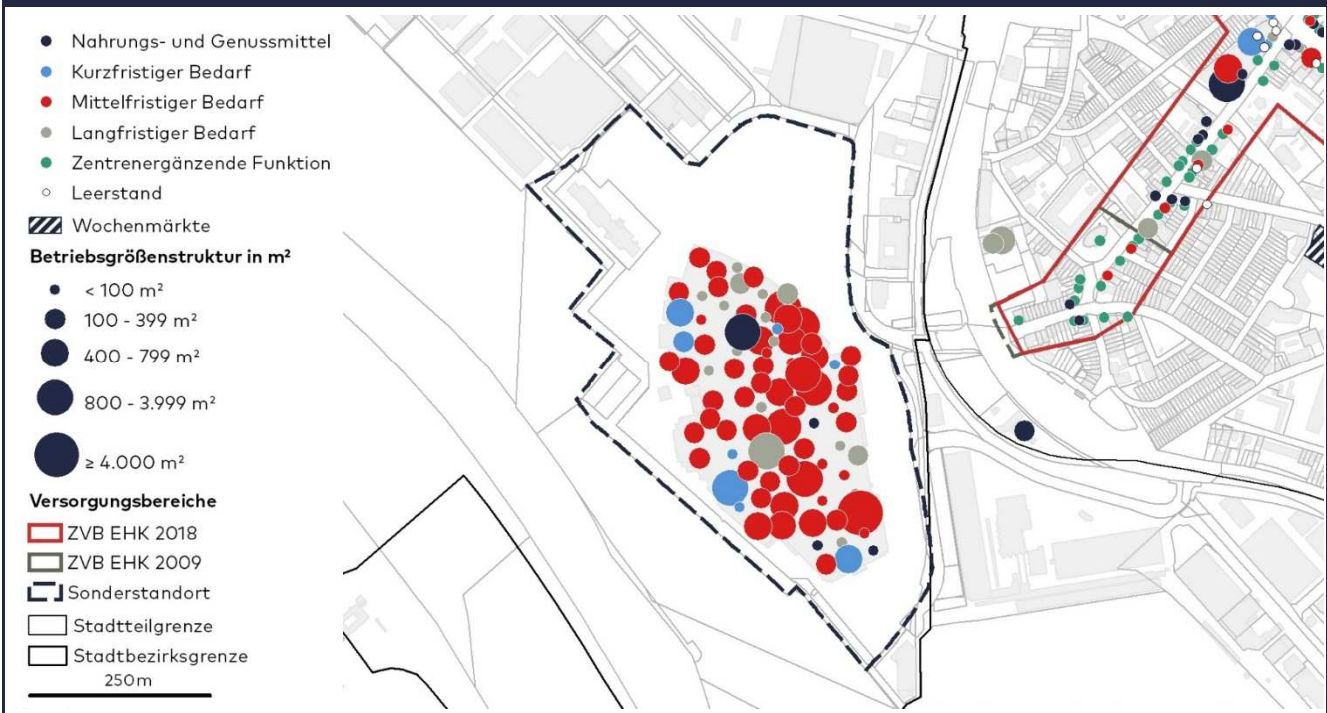 Nahrungs- und Genussmittel
Kurzfristiger Bedarf
Mittelfristiger Bedarf
Langfristiger Bedarf
Zentrenergänzende Funktion
Leerstand
Wochenmärkte
Betriebsgrößenstruktur in m²
< 100 m²
100 - 399 m²
400 - 799 m²
800 - 3.999 m²
≥ 4.000 m²
Versorgungsbereiche
ZVB EHK 2018
ZVB EHK 2009
Sonderstandort
Stadtteilgrenze
Stadtbezirksgrenze
250m